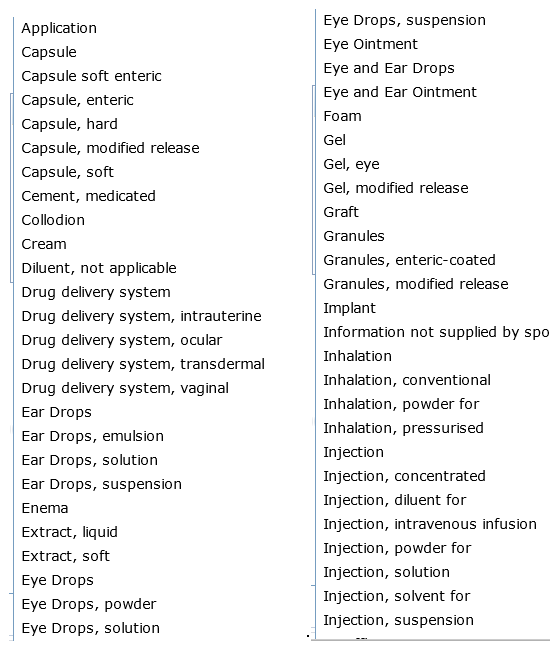 Application
Capsule
Capsule soft enteric
Capsule, enteric
Capsule, hard
Capsule, modified release
Capsule, soft
Cement, medicated
Collodion
Cream
Diluent, not applicable
Drug delivery system
Drug delivery system, intrauterine
Drug delivery system, ocular
Drug delivery system, transdermal
Drug delivery system, vaginal
Ear Drops
Ear Drops, emulsion
Ear Drops, solution
Ear Drops, suspension
Enema
Extract, liquid
Extract, soft
Eye Drops
Eye Drops, powder
Eye Drops, solution
Eye Drops, suspension
Eye Ointment
Eye and Ear Drops
Eye and Ear Ointment
Foam
Gel
Gel, eye
Gel, modified release
Graft
Granules
Granules, enteric-coated
Granules, modified release
Implant
Information not supplied by spo
Inhalation
Inhalation, conventional
Inhalation, powder for
Inhalation, pressurised
Injection
Injection, concentrated
Injection, diluent for
Injection, intravenous infusion
Injection, powder for
Injection, solution
Injection, solvent for
Injection, suspension